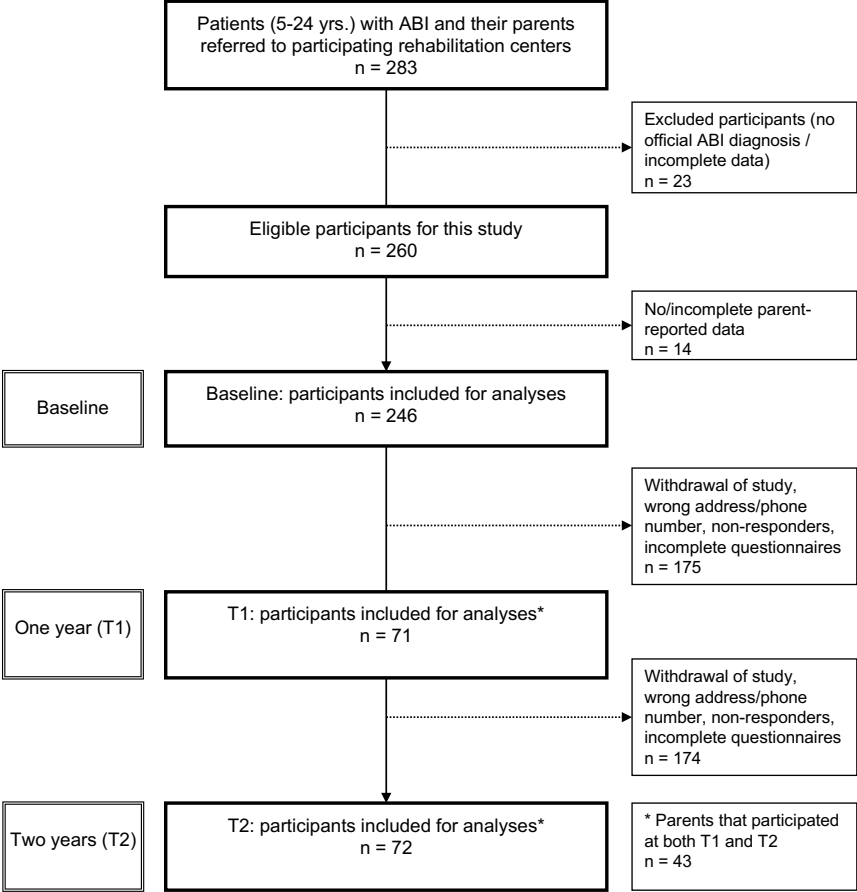 Patients (5-24 yrs.) with ABI and their parents
referred to participating rehabilitation centers
n = 283
Excluded participants (no
official ABI diagnosis /
incomplete data)
n = 23
Eligible participants for this study
n = 260
No/incomplete parent-
reported data
n = 14
Baseline
Baseline: participants included for analyses
n = 246
Withdrawal of study,
wrong address/phone
number, non-responders,
incomplete questionnaires
n = 175
One year (T1)
T1: participants included for analyses*
n = 71
Withdrawal of study,
wrong address/phone
number, non-responders,
incomplete questionnaires
n = 174
Two years (T2)
T2: participants included for analyses*
n = 72
* Parents that participated
at both T1 and T2
n = 43